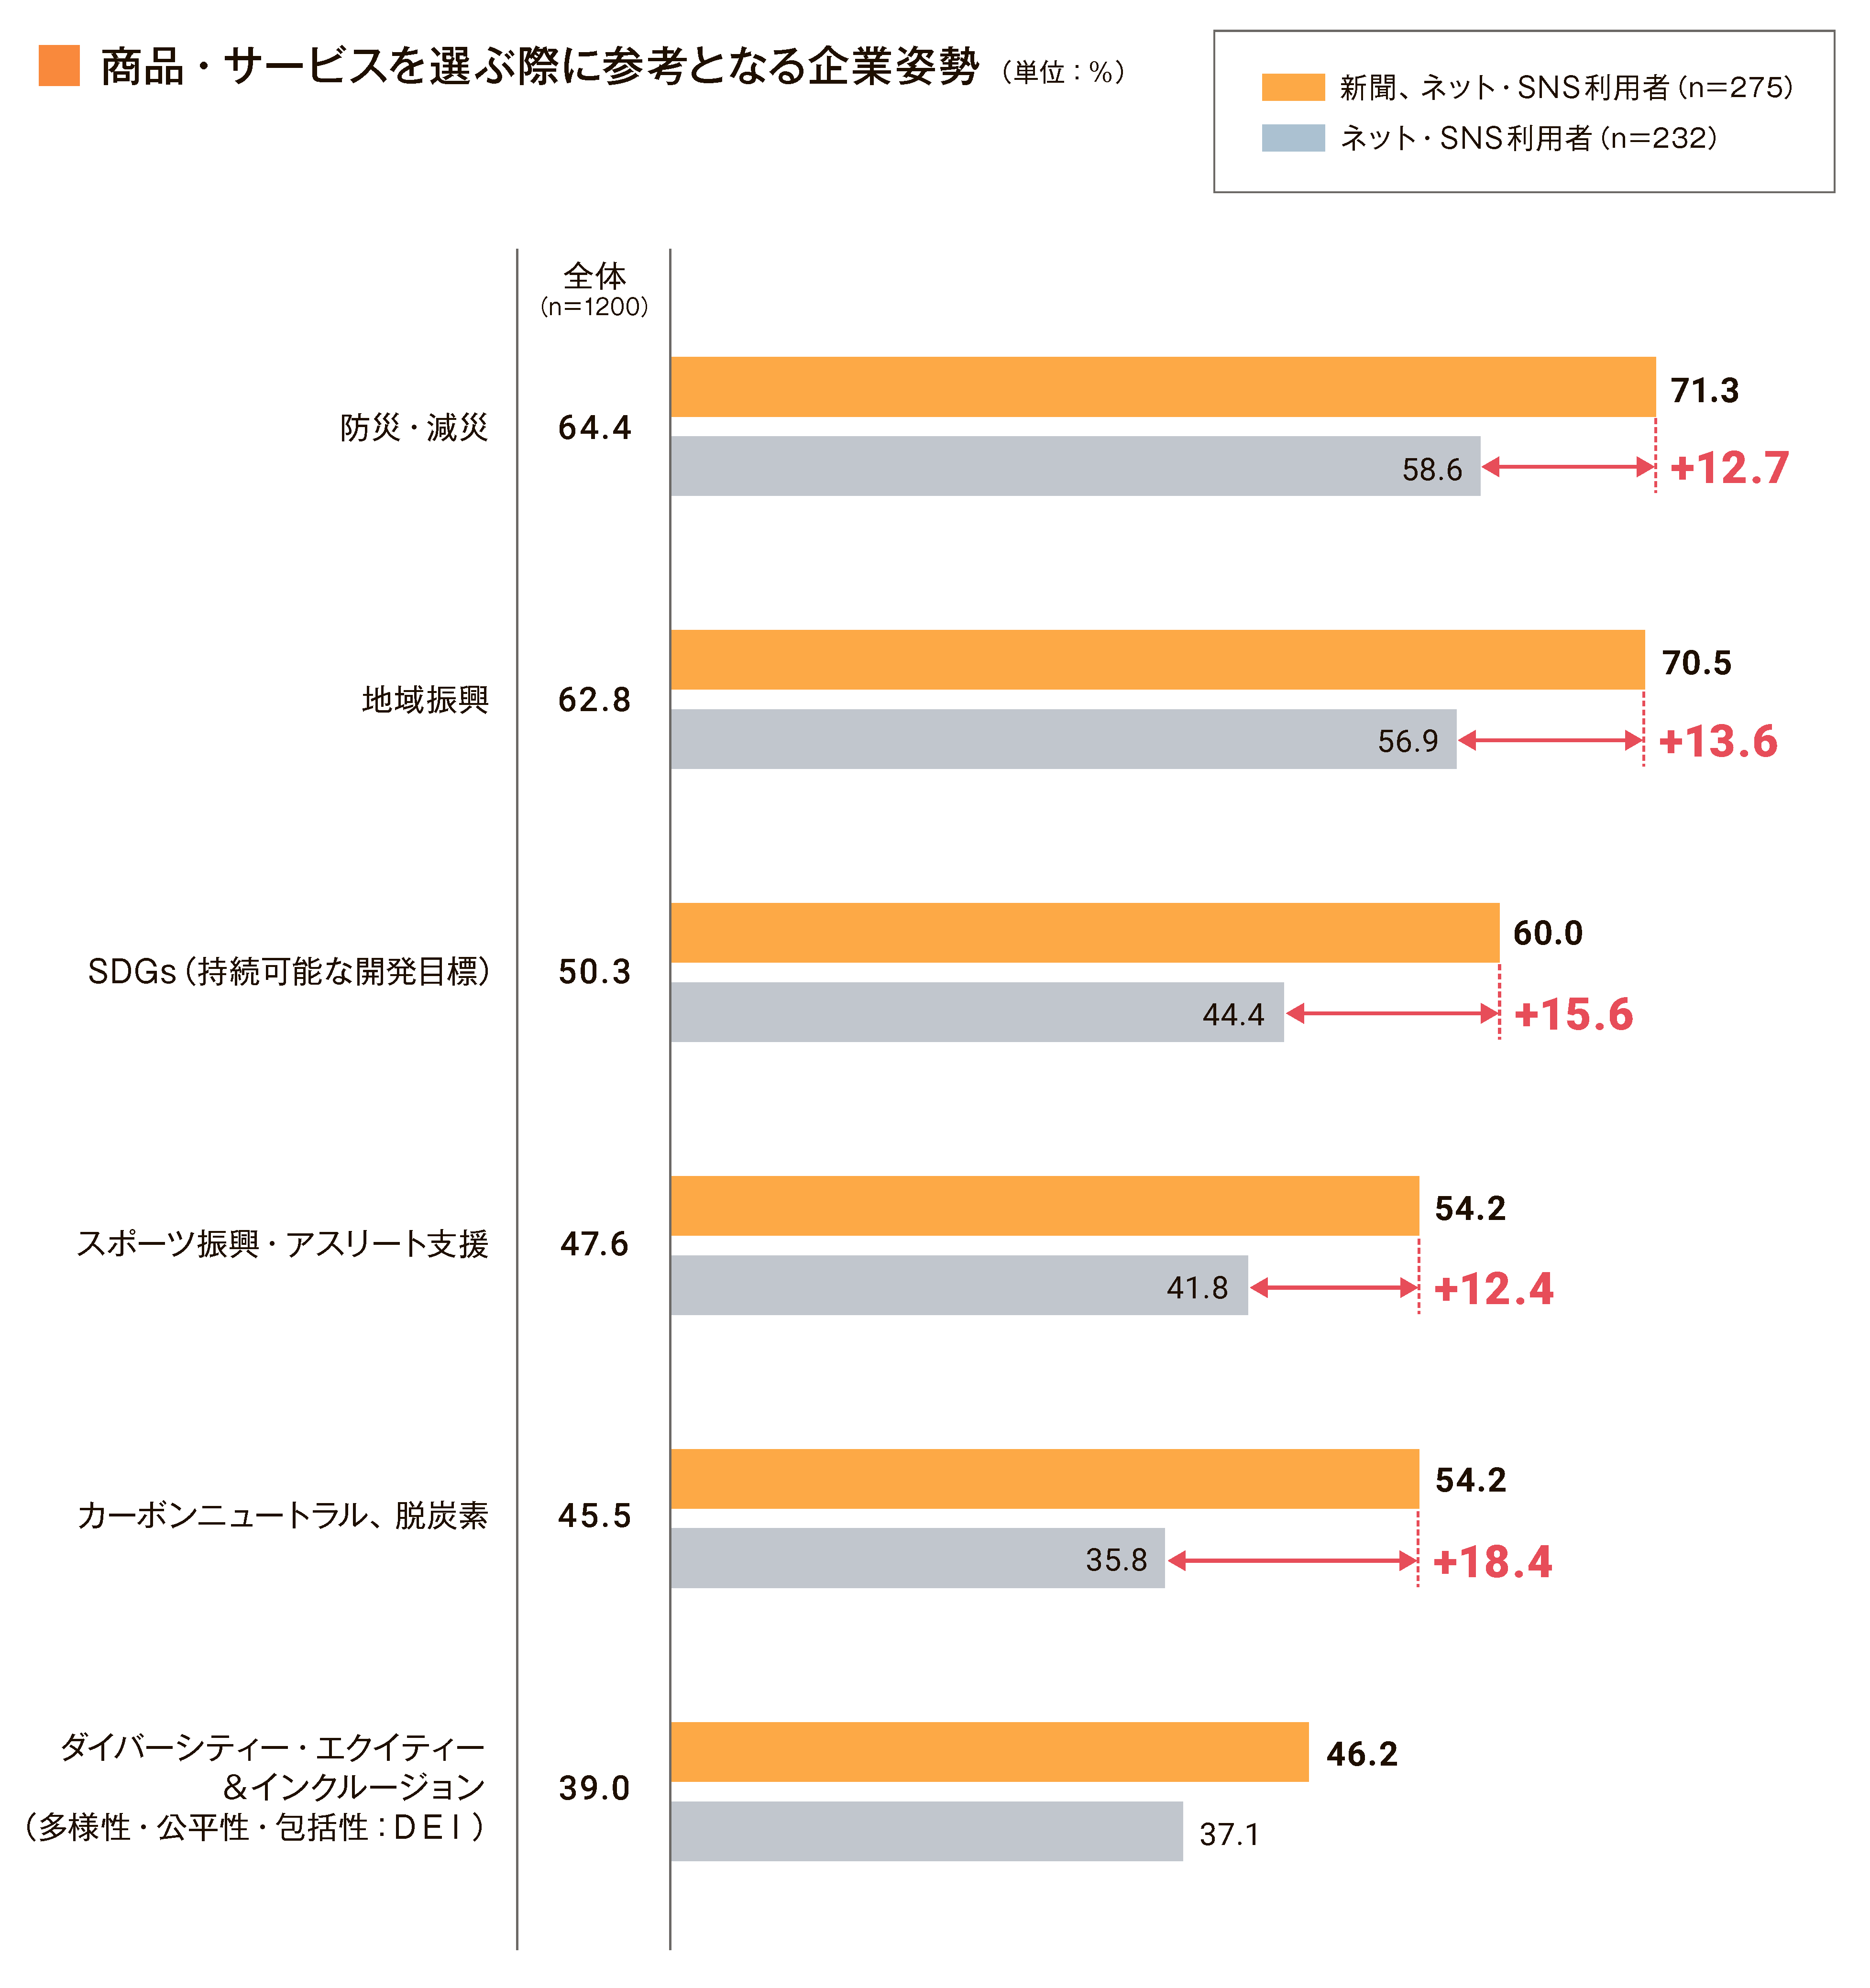 商品・サービスを選ぶ際に参考となる企業姿勢（単位：%）
新聞、ネット・SNS利用者（n=275）
ネット・SNS利用者（n=232）
全体
（n=1200）
防災・減災
64.4
71.3
58.6
+12.7
地域振興
62.8
70.5
56.9
+13.6
SDGs（持続可能な開発目標）
50.3
60.0
44.4
+15.6
スポーツ振興・アスリート支援
47.6
54.2
41.8
+12.4
カーボンニュートラル、脱炭素
45.5
54.2
35.8
+18.4
ダイバーシティー・エクイティー
&インクルージョン
（多様性・公平性・包括性：DEI）
39.0
46.2
37.1